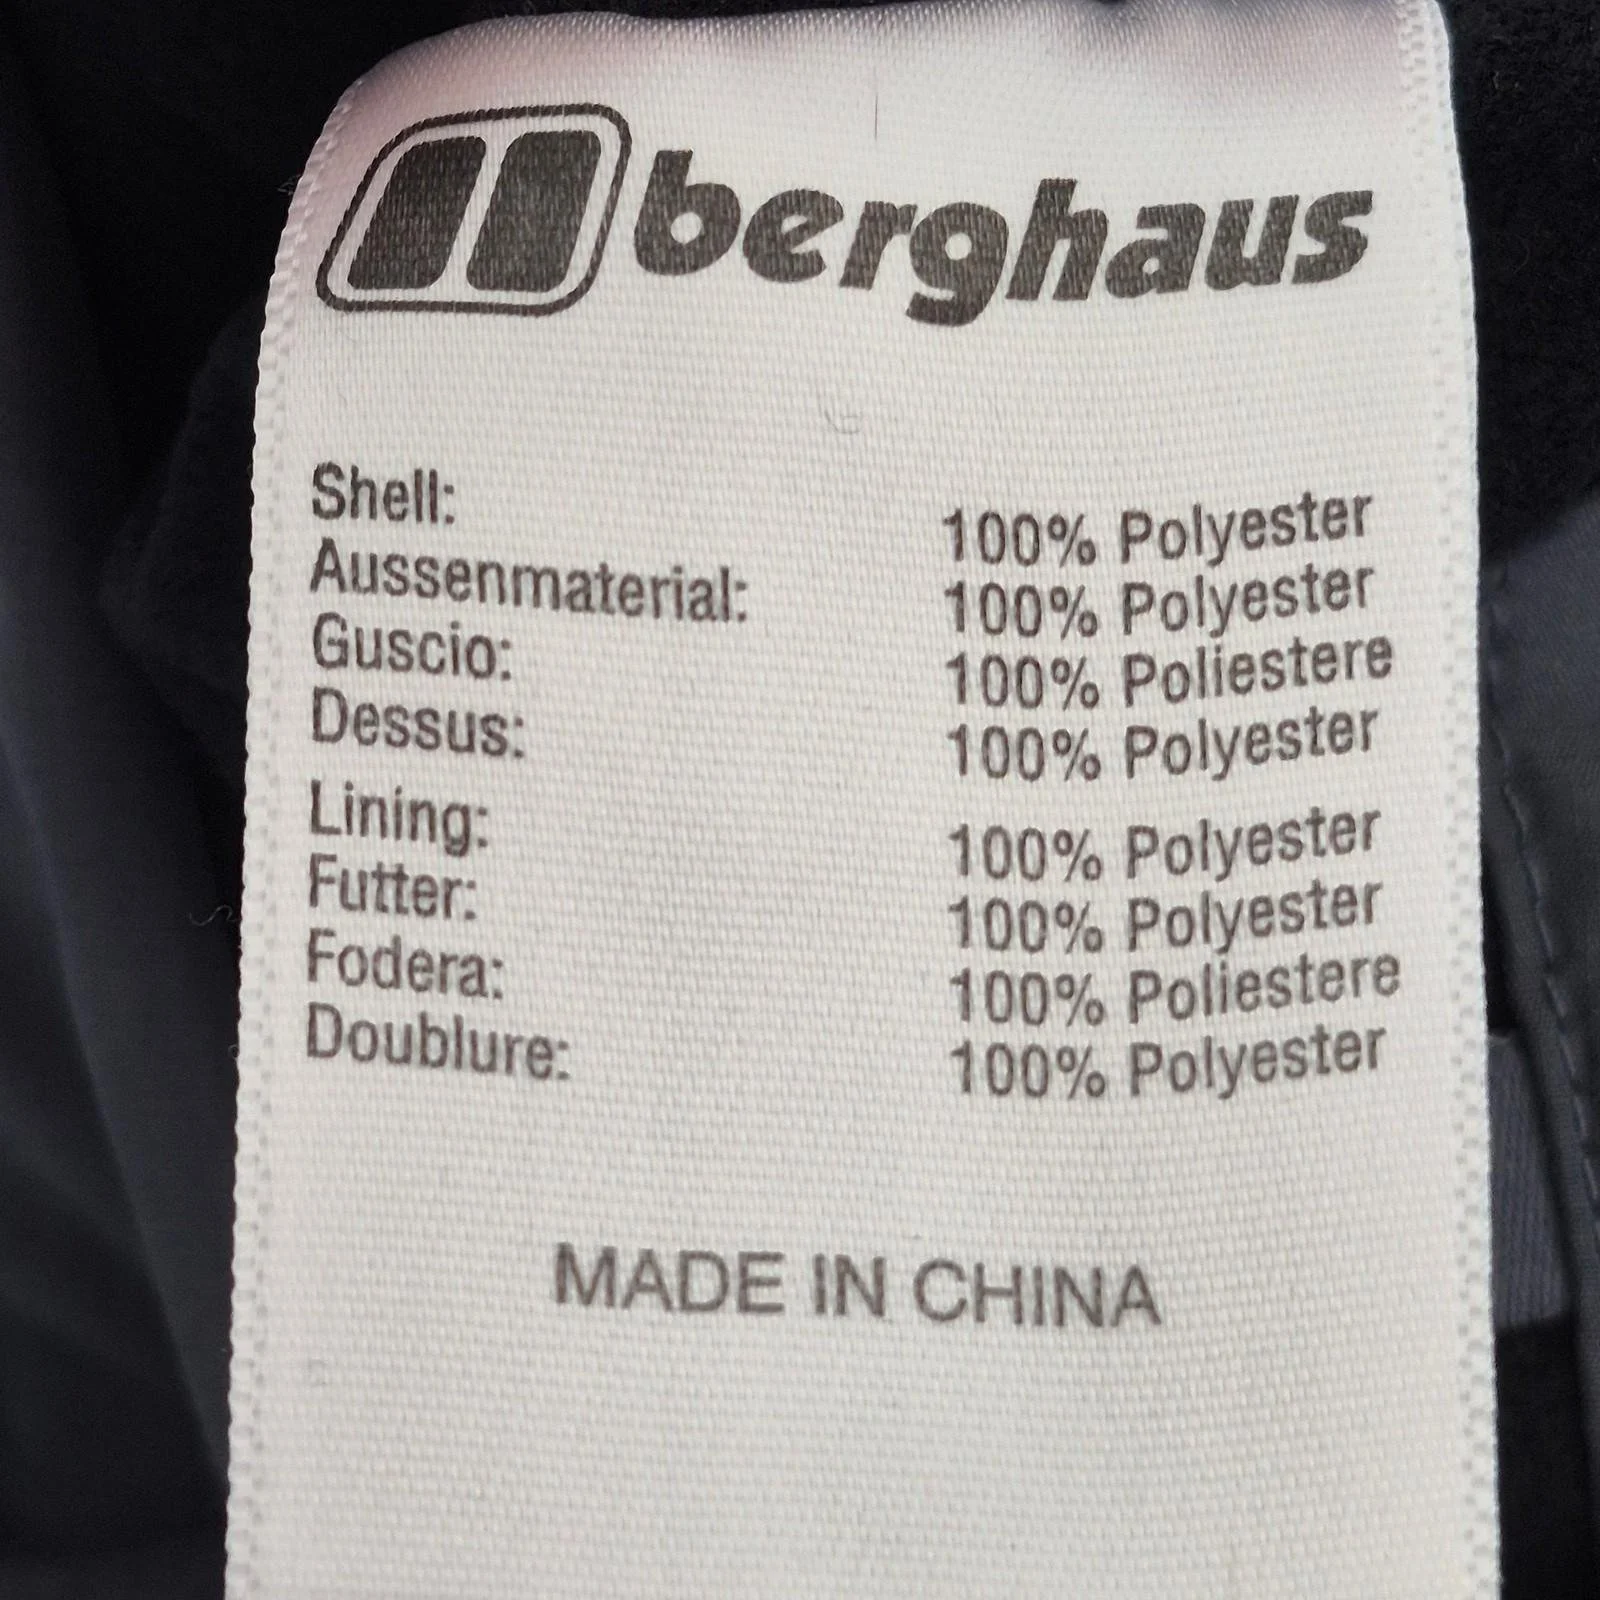 berghaus
Shell: 100% Polyester
Aussenmaterial: 100% Polyester
Guscio: 100% Poliestere
Dessus: 100% Polyester
Lining: 100% Polyester
Futter: 100% Polyester
Fodera: 100% Poliestere
Doublure: 100% Polyester
MADE IN CHINA